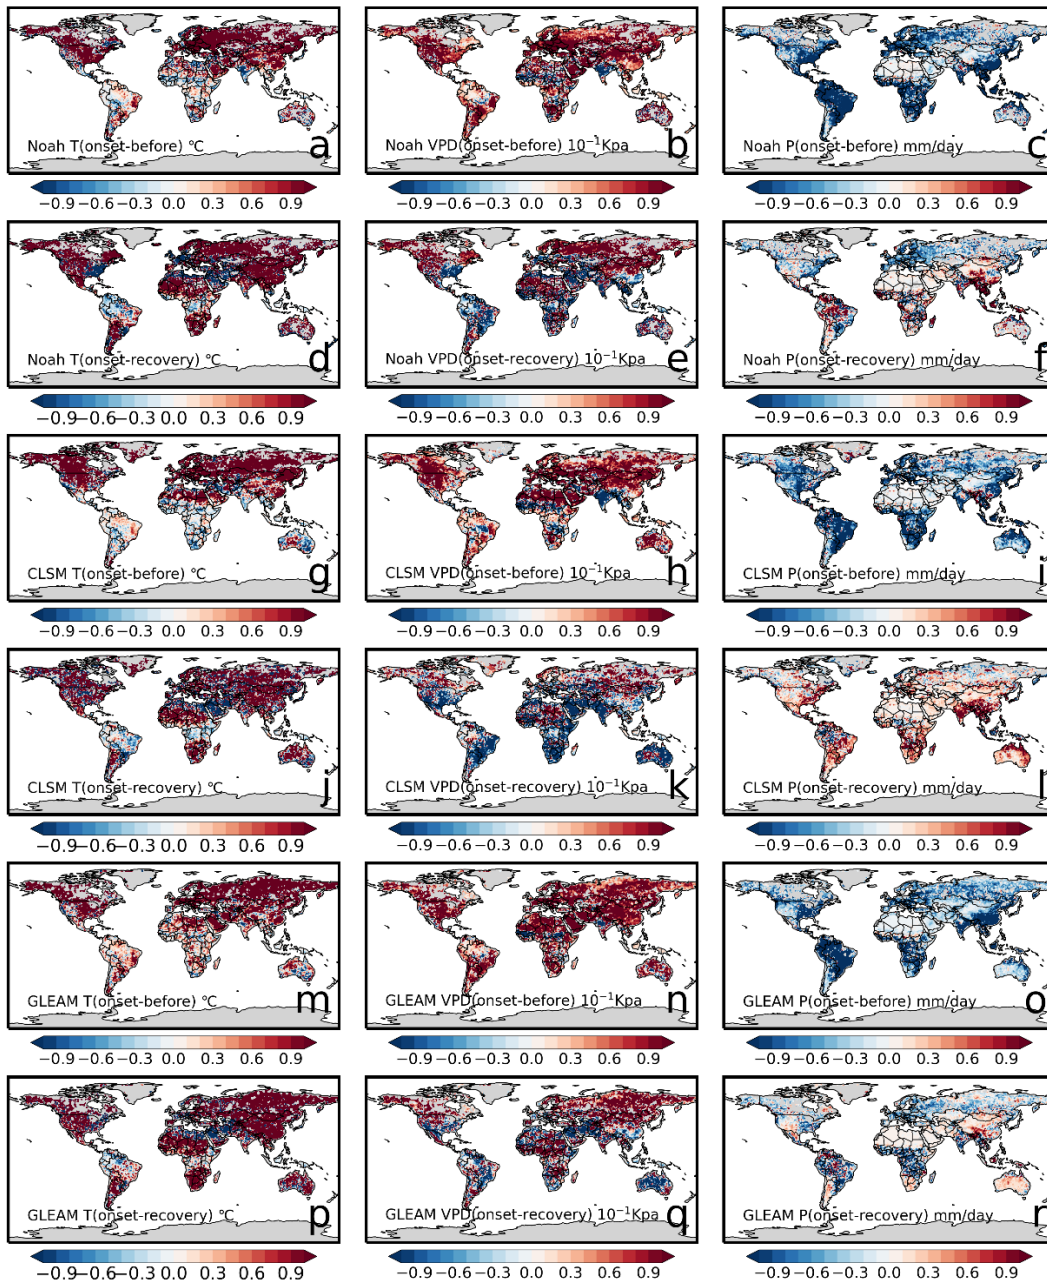 Noah T(onset-before) °C a
Noah VPD(onset-before) 10⁻¹Kpa b
Noah P(onset-before) mm/day c
−0.9 −0.6 −0.3 0.0 0.3 0.6 0.9
−0.9 −0.6 −0.3 0.0 0.3 0.6 0.9
−0.9 −0.6 −0.3 0.0 0.3 0.6 0.9
Noah T(onset-recovery) °C d
Noah VPD(onset-recovery) 10⁻¹Kpa e
Noah P(onset-recovery) mm/day f
−0.9−0.6−0.3 0.0 0.3 0.6 0.9
−0.9 −0.6 −0.3 0.0 0.3 0.6 0.9
−0.9−0.6−0.3 0.0 0.3 0.6 0.9
CLSM T(onset-before) °C g
CLSM VPD(onset-before) 10⁻¹Kpa h
CLSM P(onset-before) mm/day i
−0.9 −0.6 −0.3 0.0 0.3 0.6 0.9
−0.9 −0.6 −0.3 0.0 0.3 0.6 0.9
−0.9 −0.6 −0.3 0.0 0.3 0.6 0.9
CLSM T(onset-recovery) °C j
CLSM VPD(onset-recovery) 10⁻¹Kpa k
CLSM P(onset-recovery) mm/day l
−0.9−0.6−0.3 0.0 0.3 0.6 0.9
−0.9 −0.6 −0.3 0.0 0.3 0.6 0.9
−0.9−0.6−0.3 0.0 0.3 0.6 0.9
GLEAM T(onset-before) °C m
GLEAM VPD(onset-before) 10⁻¹Kpa n
GLEAM P(onset-before) mm/day o
−0.9 −0.6 −0.3 0.0 0.3 0.6 0.9
−0.9 −0.6 −0.3 0.0 0.3 0.6 0.9
−0.9 −0.6 −0.3 0.0 0.3 0.6 0.9
GLEAM T(onset-recovery) °C p
GLEAM VPD(onset-recovery) 10⁻¹Kpa q
GLEAM P(onset-recovery) mm/day r
−0.9−0.6−0.3 0.0 0.3 0.6 0.9
−0.9 −0.6 −0.3 0.0 0.3 0.6 0.9
−0.9−0.6−0.3 0.0 0.3 0.6 0.9